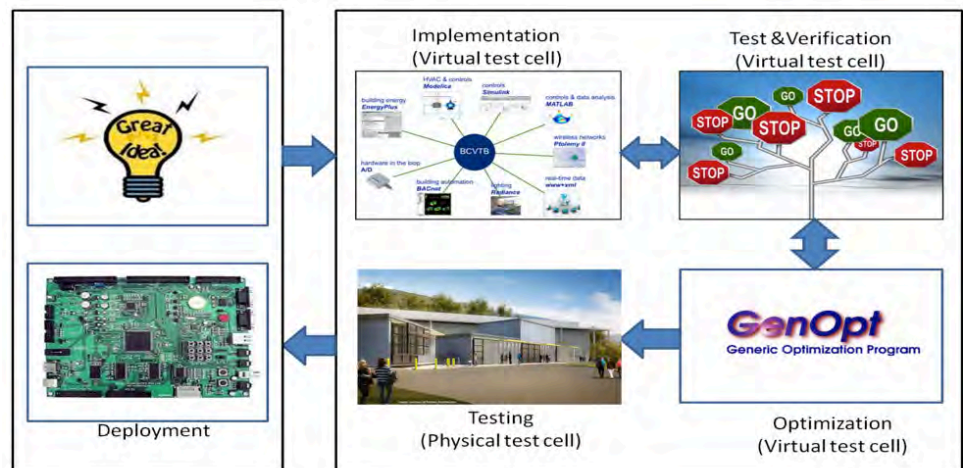 Great
Idea!
Implementation
(Virtual test cell)
HVAC & controls
Modelica
controls
Simulink
building energy
EnergyPlus
controls & data analysis
MATLAB
BCVTB
wireless networks
Ptolemy II
hardware in the loop
A/D
building automation
BACnet
lighting
Radiance
real-time data
www+xml
Test &Verification
(Virtual test cell)
STOP
GO
GO
STOP
STOP
GO
GO
STOP
GO
STOP
STOP
Deployment
Testing
(Physical test cell)
GenOpt
Generic Optimization Program
Optimization
(Virtual test cell)